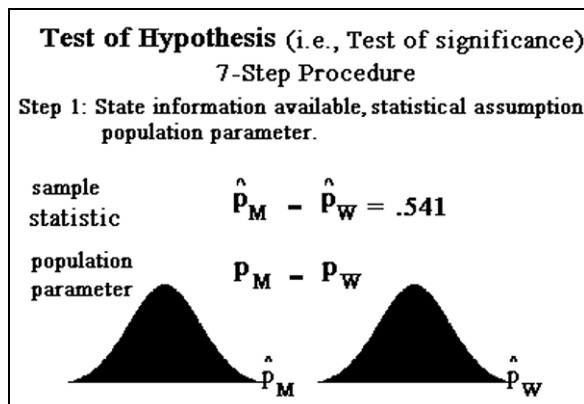 Test of Hypothesis (i.e., Test of significance)
7-Step Procedure
Step 1: State information available, statistical assumption
population parameter.
sample
statistic
p̂M - p̂W = .541
population
parameter
pM - pW
p̂M
p̂W